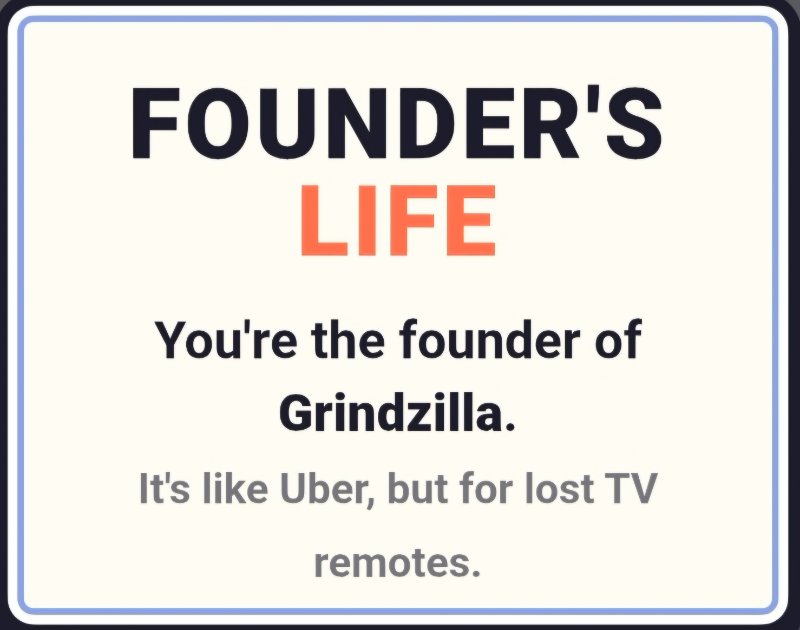 FOUNDER'S
LIFE
You're the founder of
Grindzilla.
It's like Uber, but for lost TV
remotes.